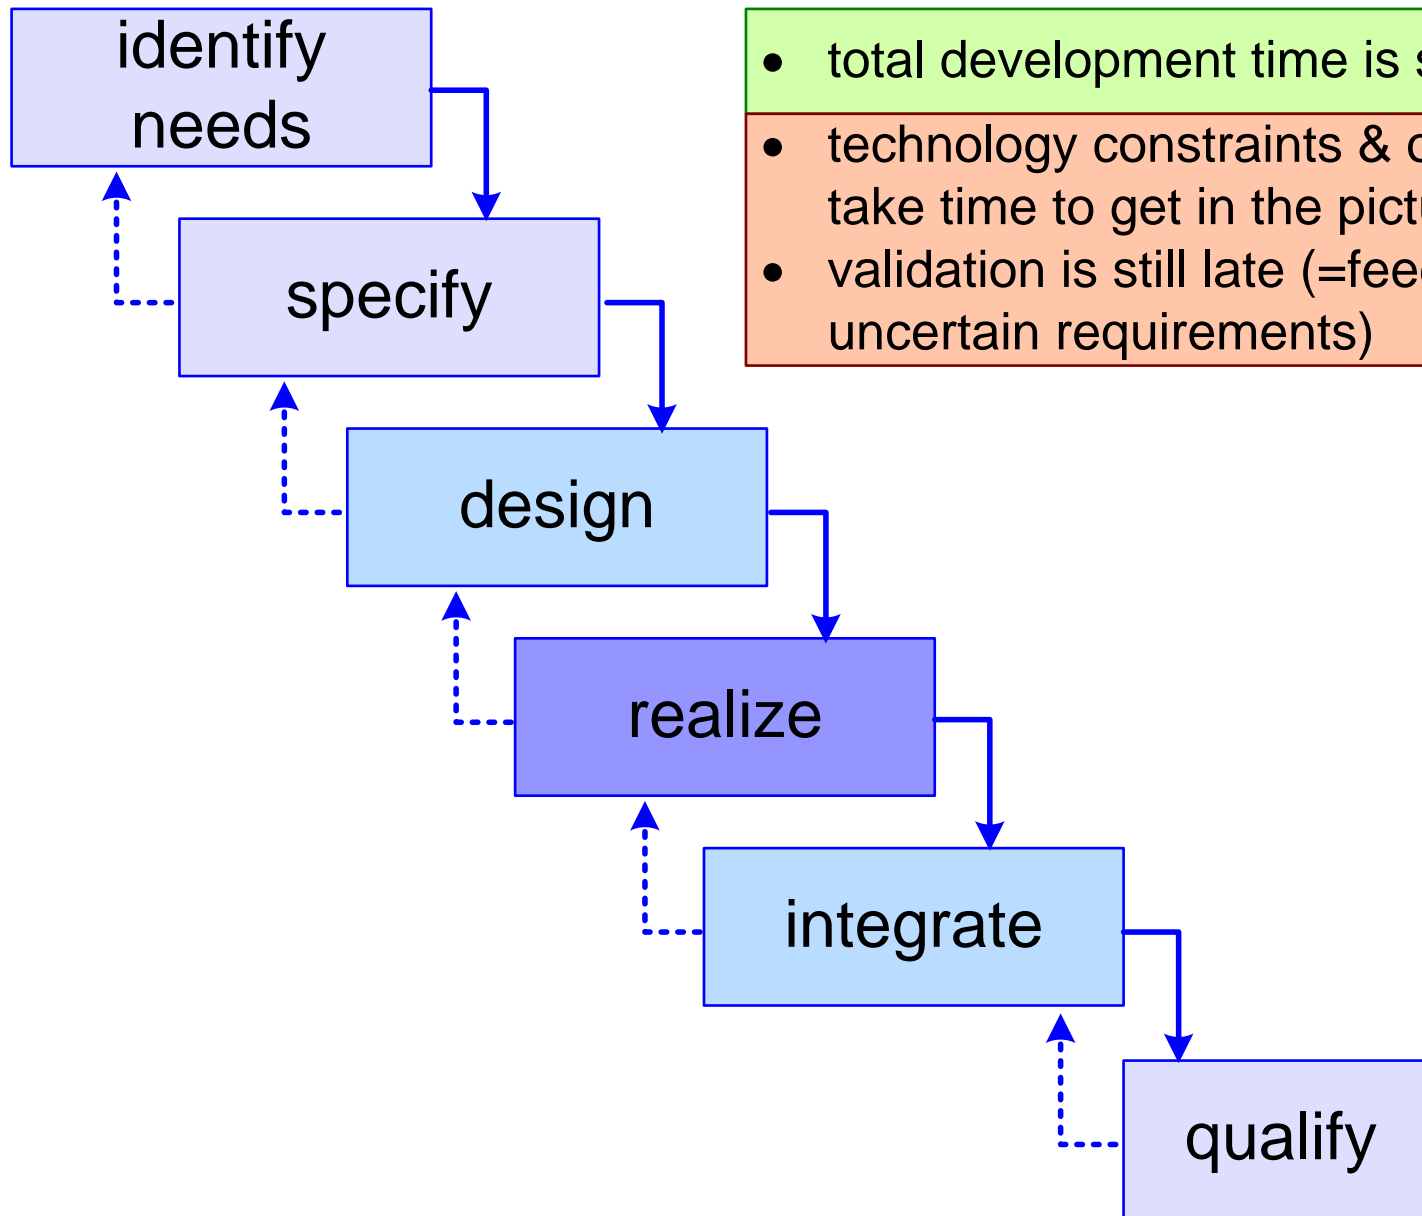 identify
needs
specify
design
realize
integrate
qualify
• total development time is
• technology constraints &
take time to get in the
• validation is still late
uncertain requirements)